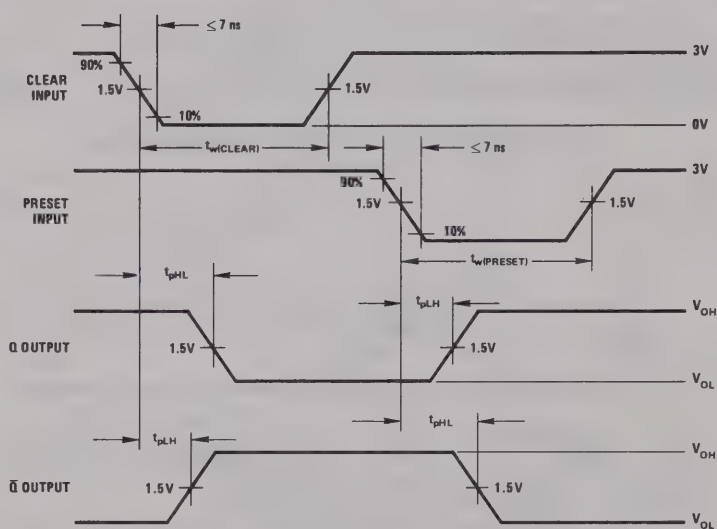 ≤ 7 ns
3V
90%
CLEAR
INPUT
1.5V
1.5V
10%
0V
tw(CLEAR)
≤ 7 ns
3V
90%
PRESET
INPUT
1.5V
1.5V
10%
tw(PRESET)
tpHL
tpLH
VOH
Q OUTPUT
1.5V
1.5V
VOL
tpLH
tpHL
VOH
Q̄ OUTPUT
1.5V
1.5V
VOL